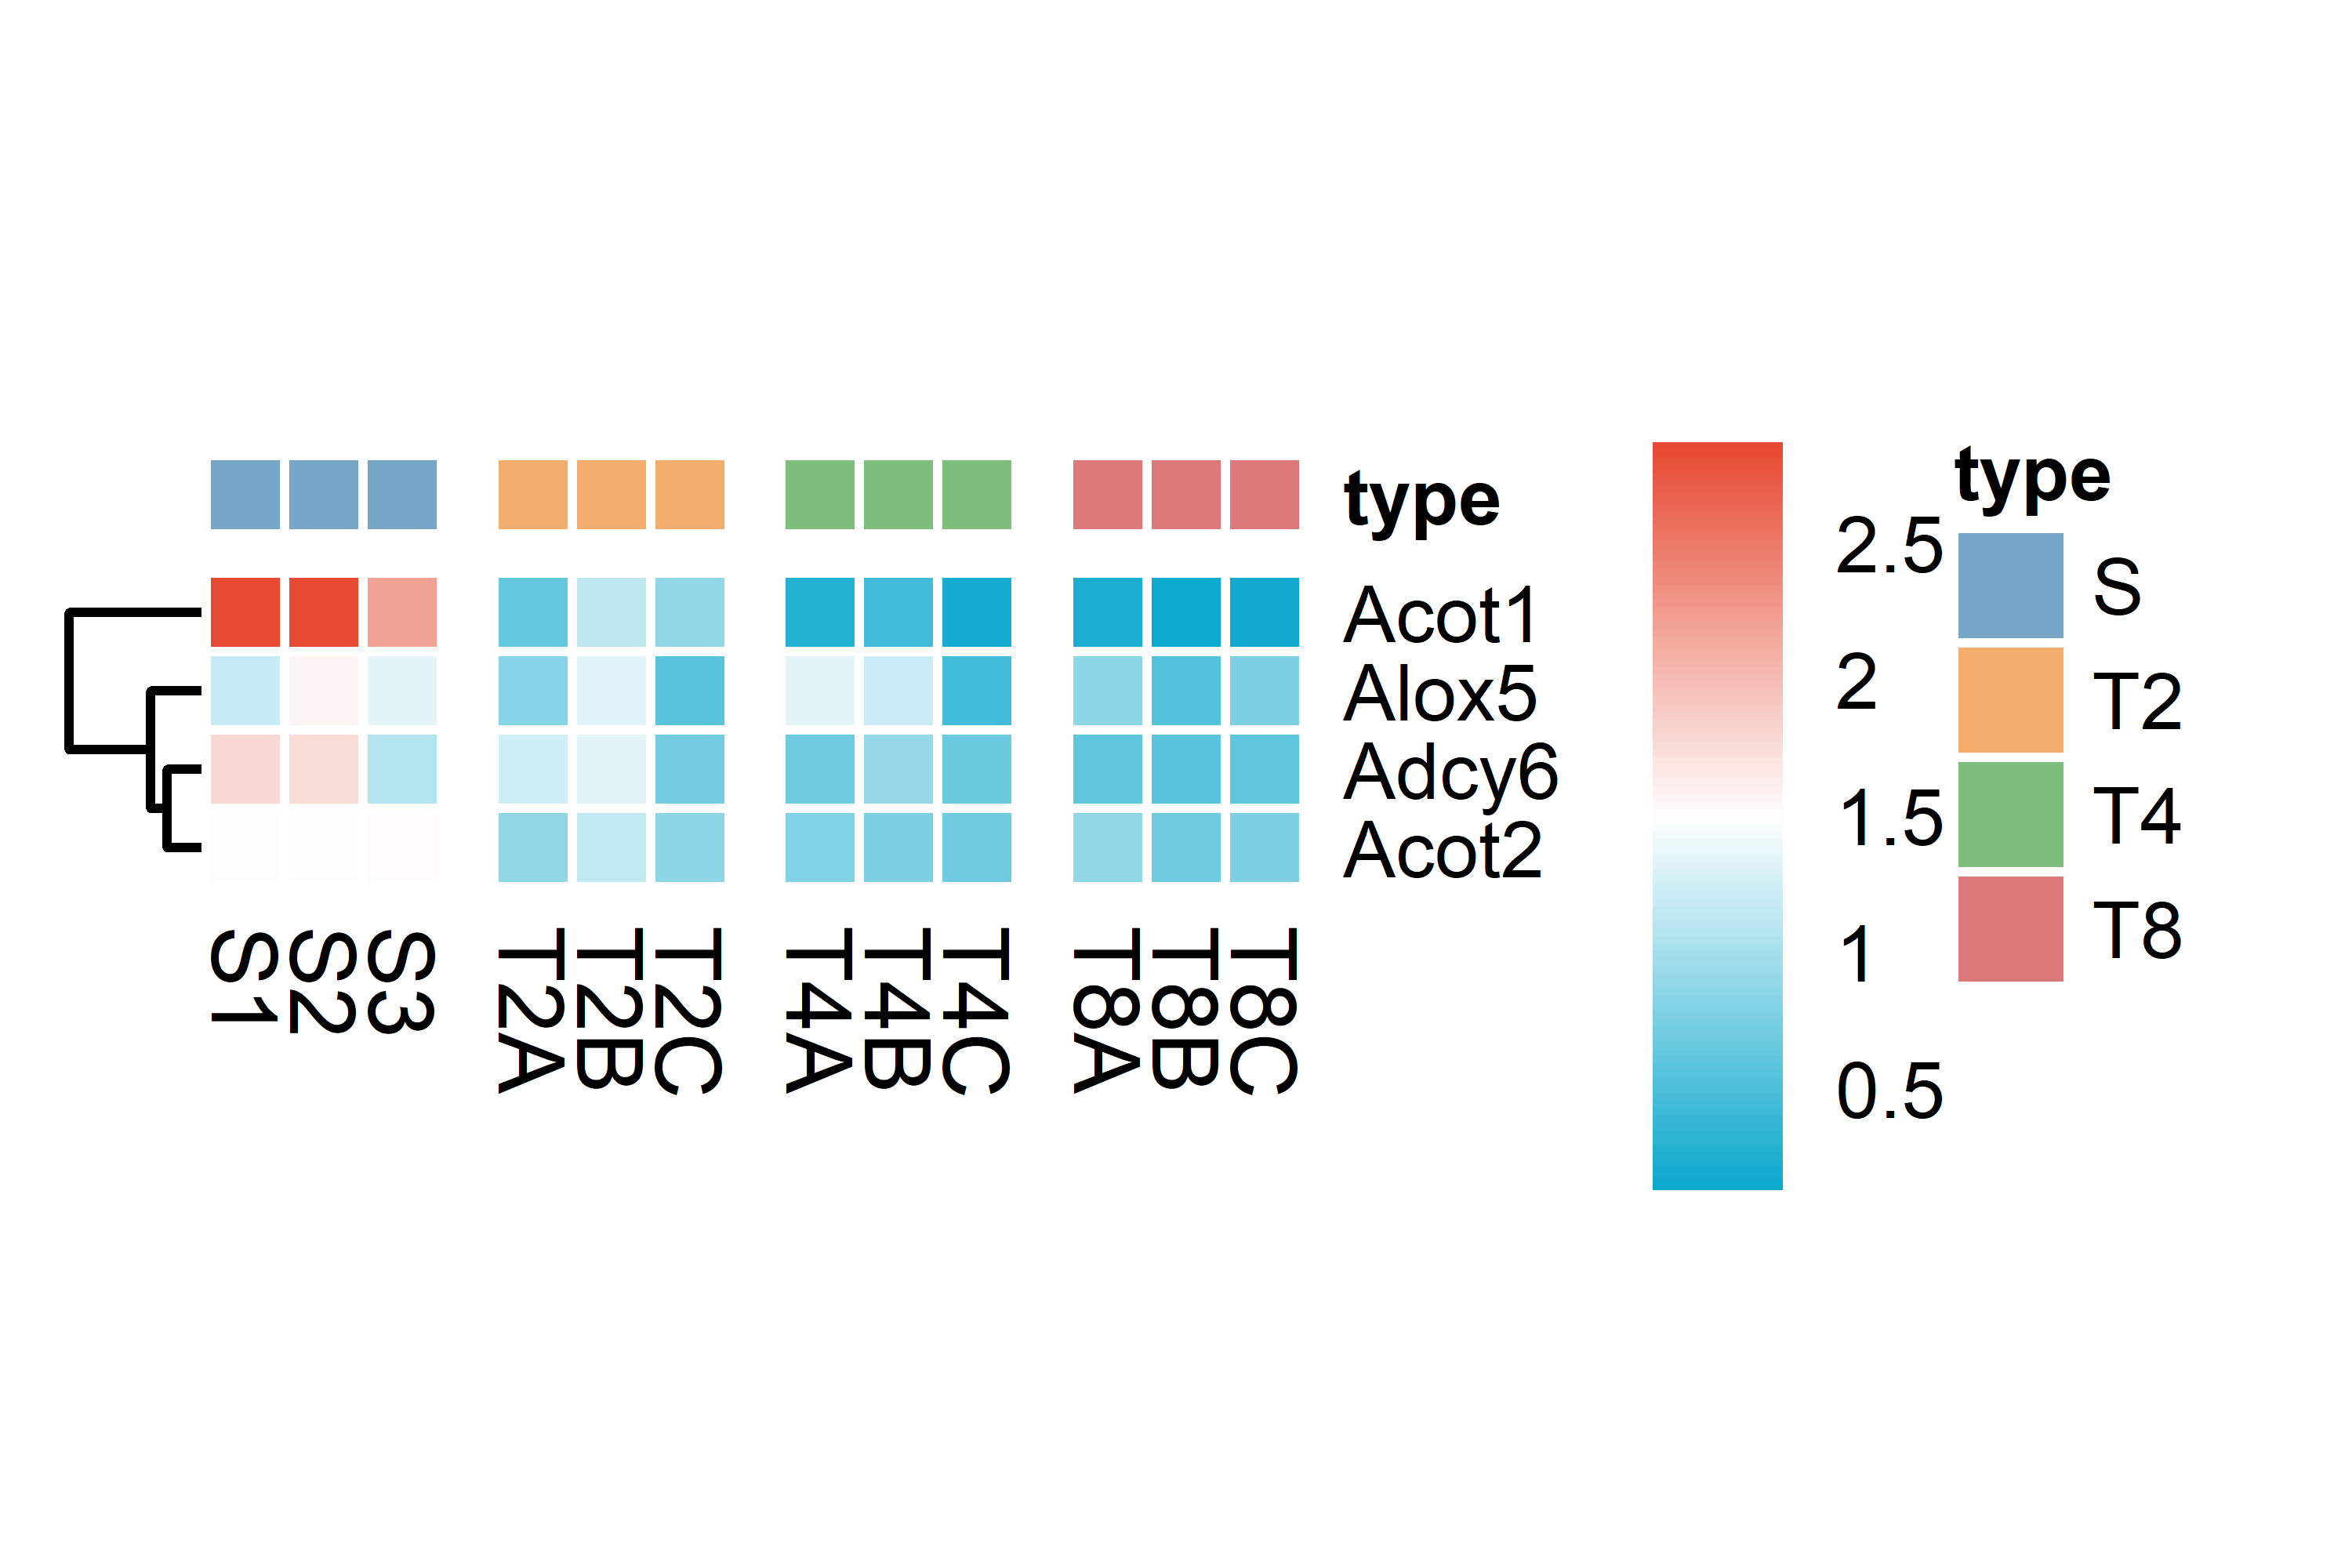 type
Acot1
Alox5
Adcy6
Acot2
S1
S2
S3
T2A
T2B
T2C
T4A
T4B
T4C
T8A
T8B
T8C
2.5
2
1.5
1
0.5
type
S
T2
T4
T8